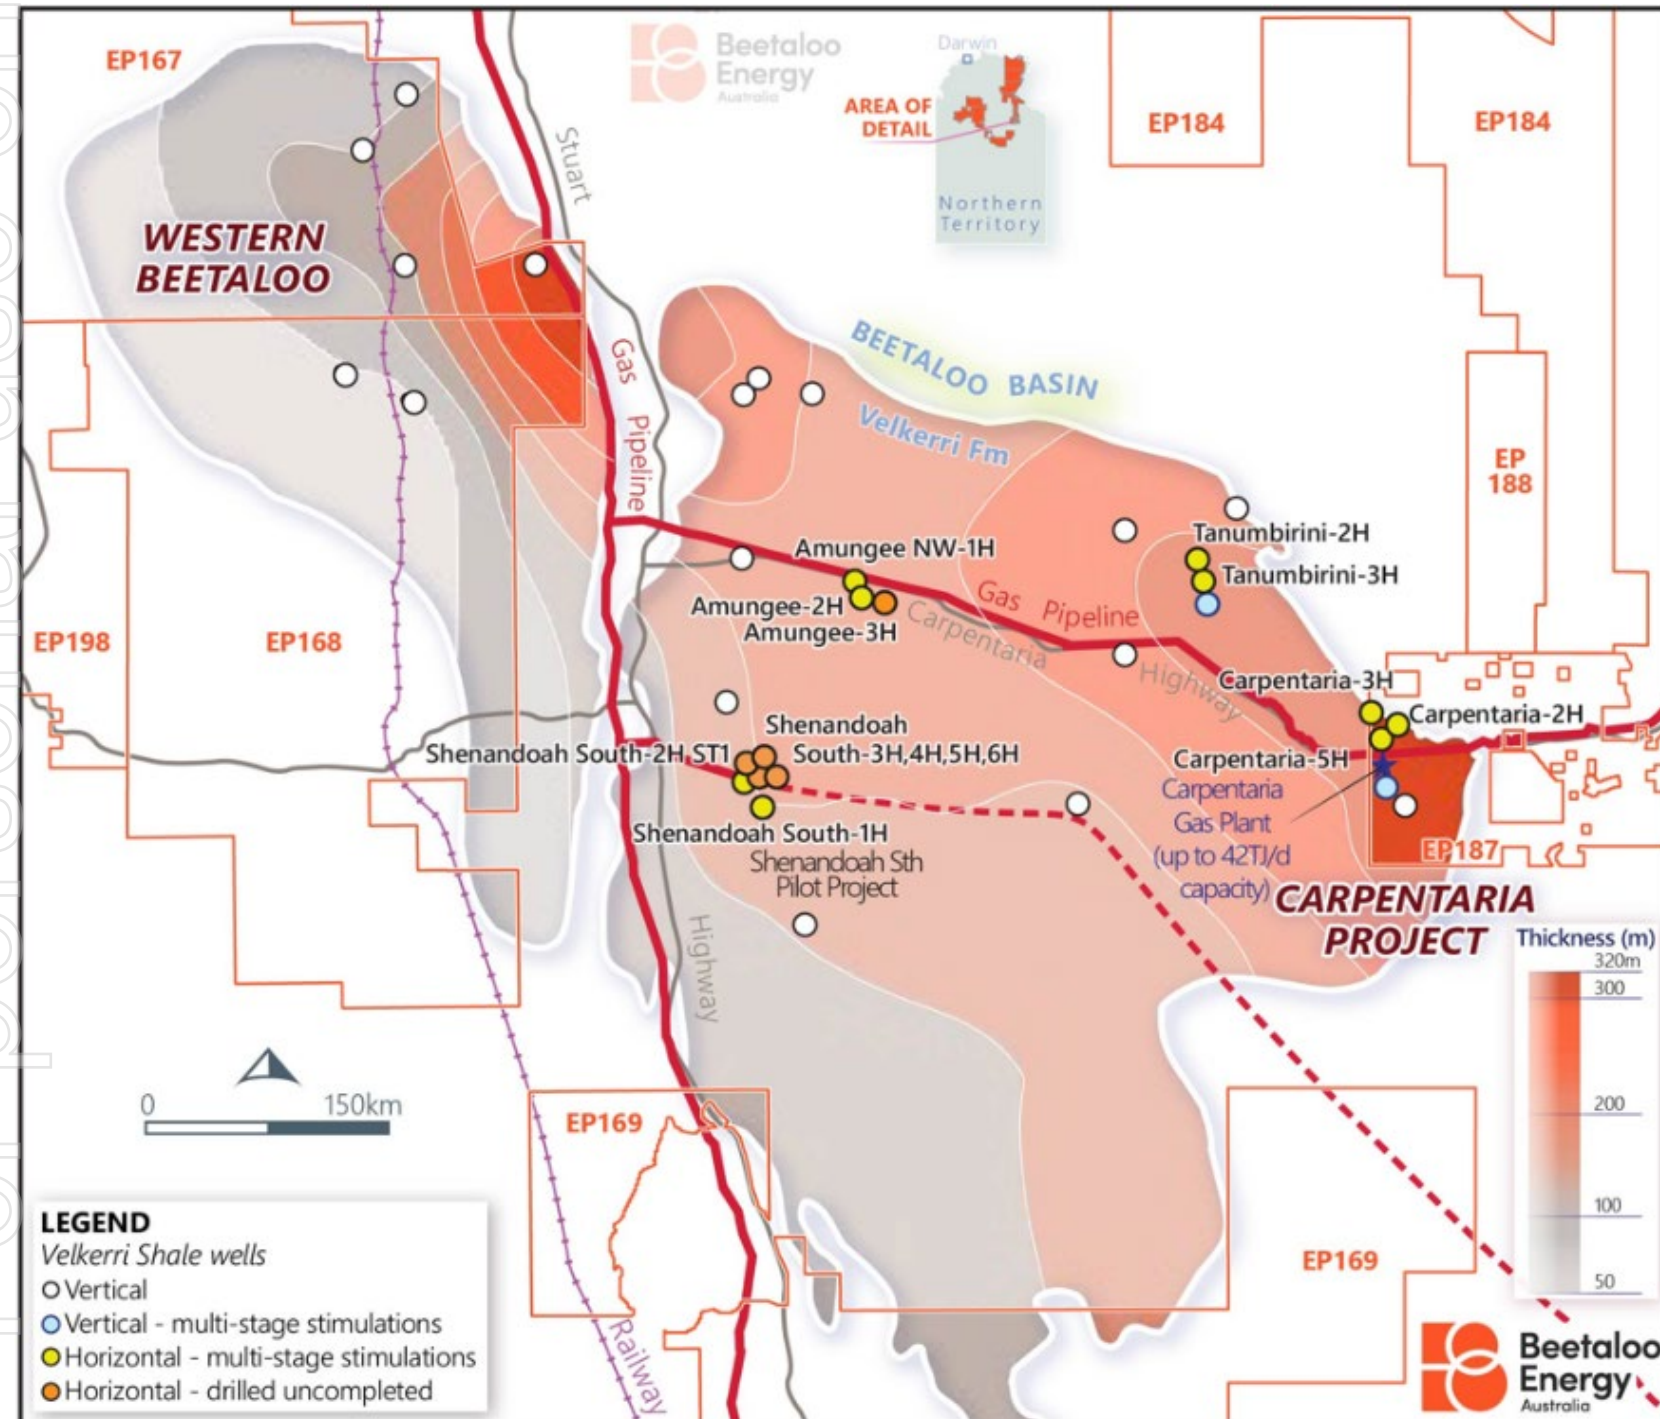 EP167
Beetaloo
Energy
Australia
Darwin
AREA OF
DETAIL
Northern
Territory
EP184
EP184
Stuart
WESTERN
BEETALOO
BEETALOO BASIN
Velkerri Fm
Gas Pipeline
EP
188
Tanumbirini-2H
Tanumbirini-3H
Amungee NW-1H
Amungee-2H
Amungee-3H
Gas Pipeline
Carpentaria
Highway
EP198
EP168
Carpentaria-3H
Carpentaria-2H
Carpentaria-5H
Shenandoah
South-3H,4H,5H,6H
Shenandoah South-2H ST1
Shenandoah South-1H
Shenandoah Sth
Pilot Project
Carpentaria
Gas Plant
(up to 42TJ/d
capacity)
EP187
CARPENTARIA
PROJECT
Highway
Thickness (m)
320m
300
200
100
50
0 150km
EP169
EP169
Railway
LEGEND
Velkerri Shale wells
Vertical
Vertical - multi-stage stimulations
Horizontal - multi-stage stimulations
Horizontal - drilled uncompleted
Beetaloo
Energy
Australia